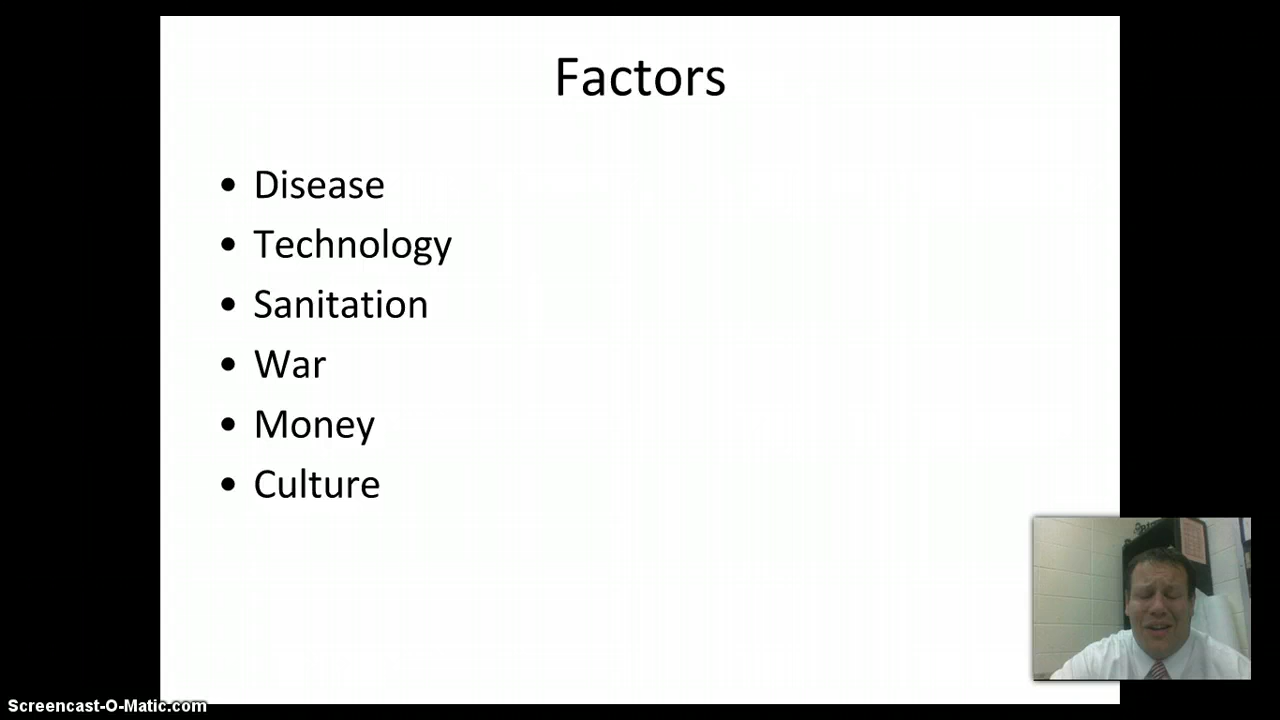 Factors
• Disease
• Technology
• Sanitation
• War
• Money
• Culture
Screencast-O-Matic.com